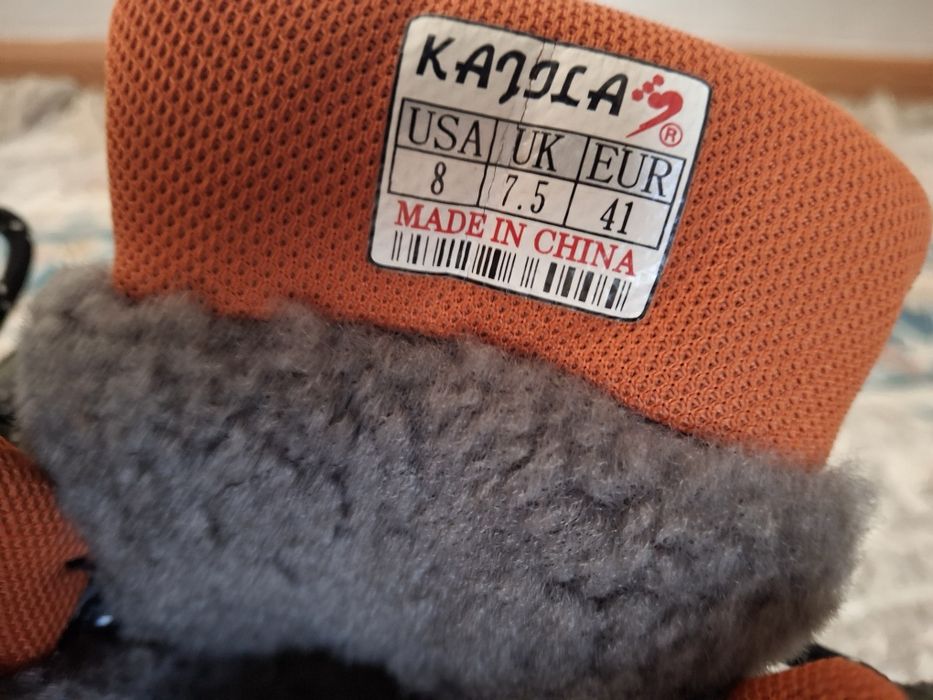 KAJILA ®
USA UK EUR
8 7.5 41
MADE IN CHINA